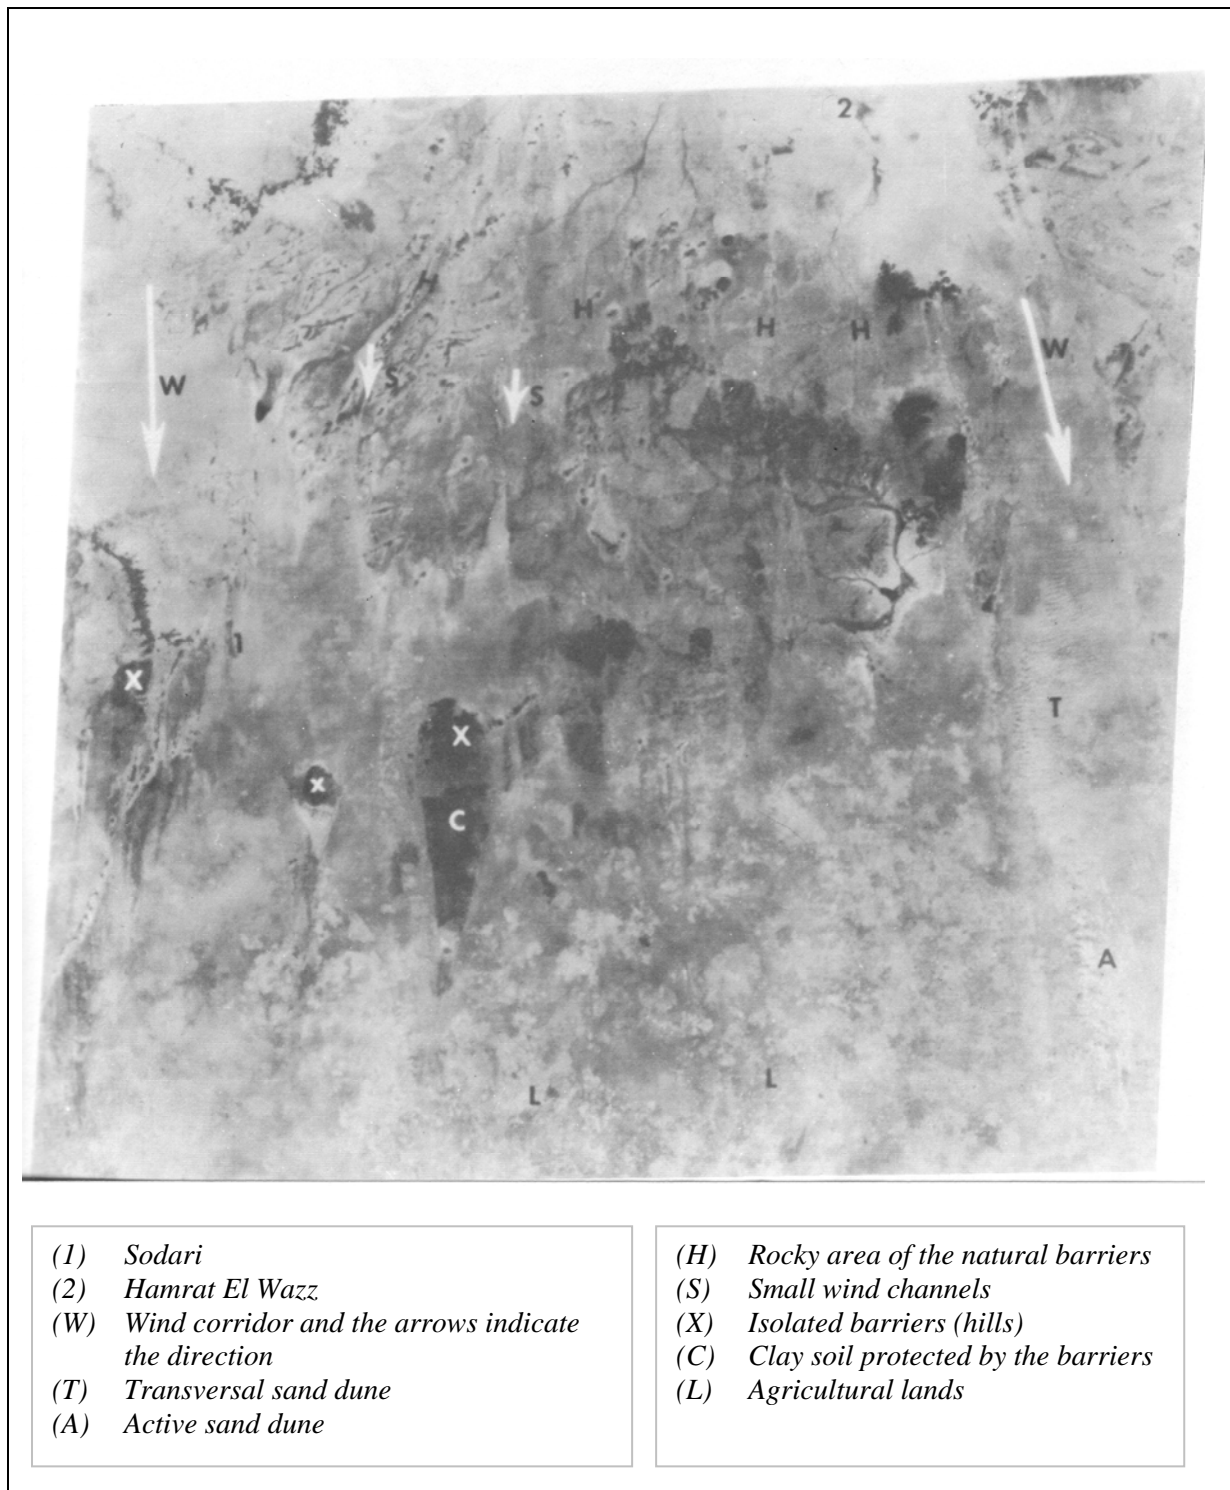 2
H
H
H
H
W
W
S
S
1
X
T
X
X
C
A
L
L
(1) Sodari
(2) Hamrat El Wazz
(W) Wind corridor and the arrows indicate
the direction
(T) Transversal sand dune
(A) Active sand dune
(H) Rocky area of the natural barriers
(S) Small wind channels
(X) Isolated barriers (hills)
(C) Clay soil protected by the barriers
(L) Agricultural lands